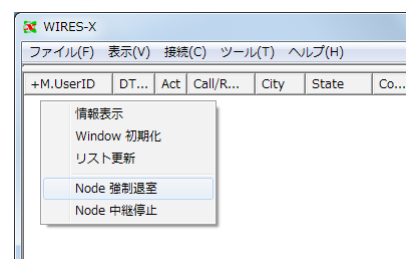 WIRES-X
ファイル(F) 表示(V) 接続(C) ツール(T) ヘルプ(H)
+M.UserID DT... Act Call/R... City State Co...
情報表示
Window 初期化
リスト更新
Node 強制退室
Node 中継停止